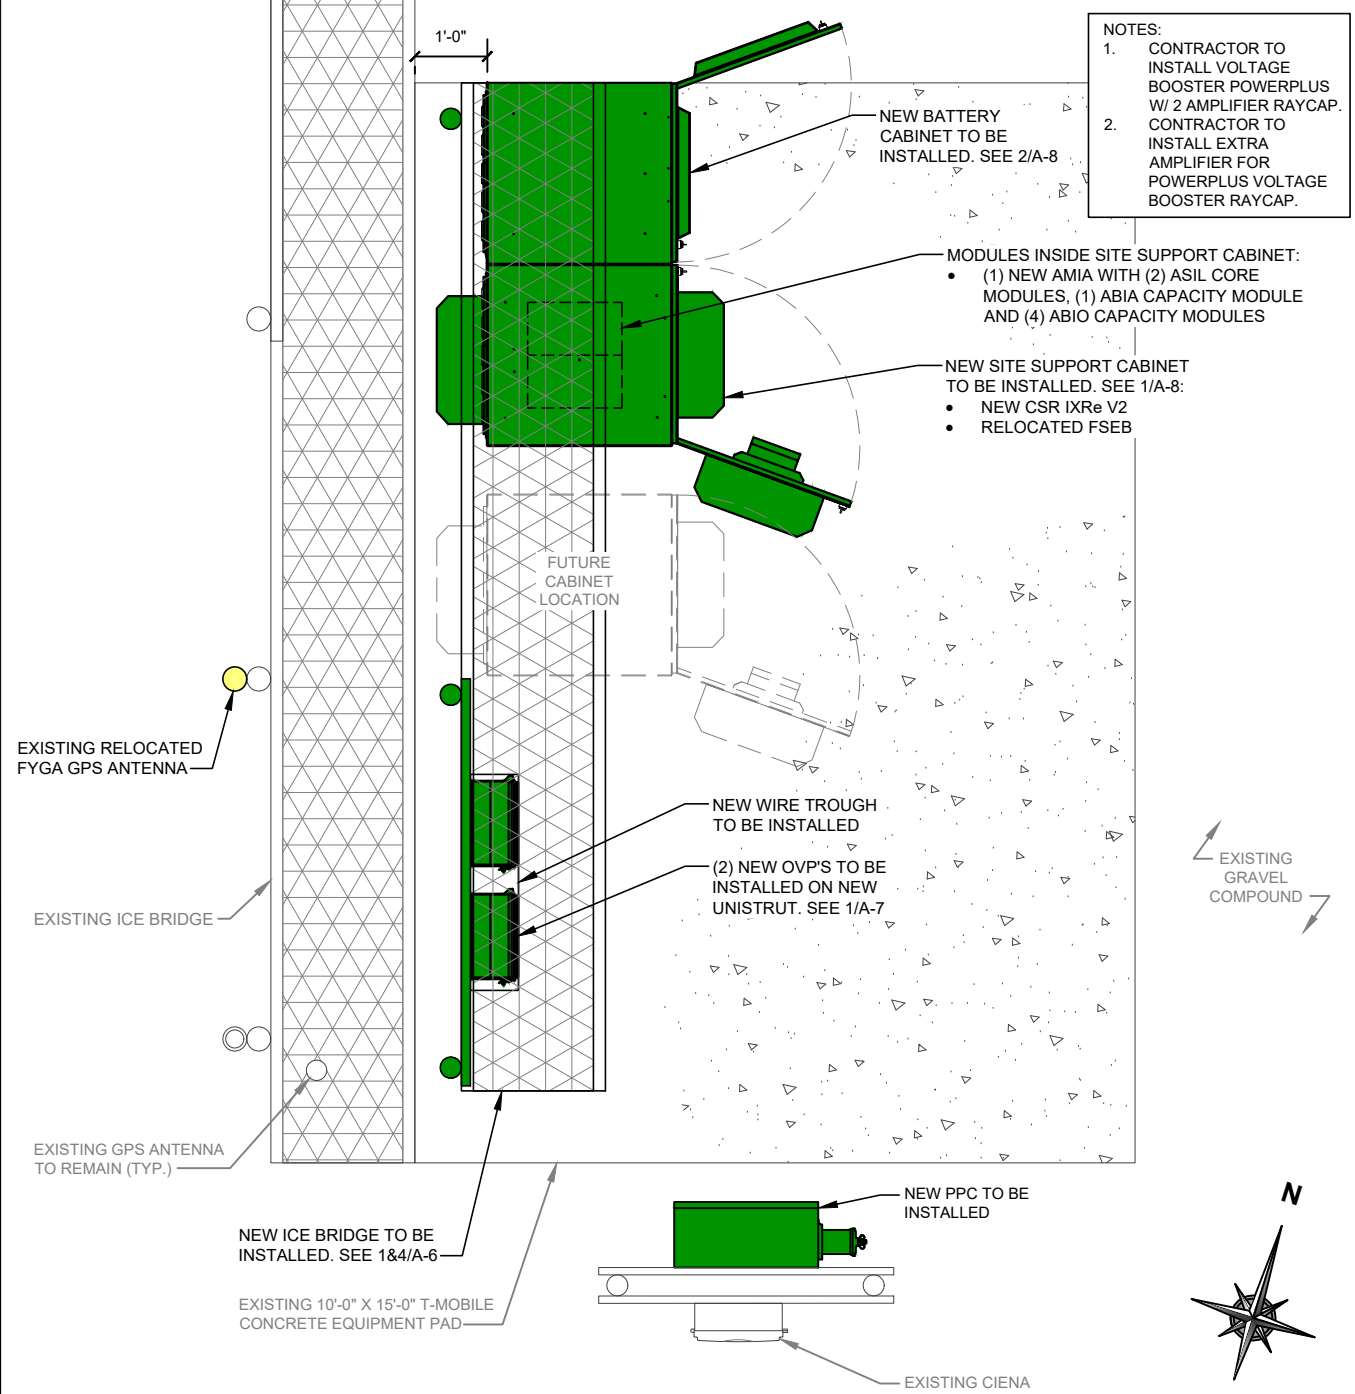 1'-0"
NOTES:
1. CONTRACTOR TO
INSTALL VOLTAGE
BOOSTER POWERPLUS
W/ 2 AMPLIFIER RAYCAP.
2. CONTRACTOR TO
INSTALL EXTRA
AMPLIFIER FOR
POWERPLUS VOLTAGE
BOOSTER RAYCAP.
NEW BATTERY
CABINET TO BE
INSTALLED. SEE 2/A-8
MODULES INSIDE SITE SUPPORT CABINET:
• (1) NEW AMIA WITH (2) ASIL CORE
MODULES, (1) ABIA CAPACITY MODULE
AND (4) ABIO CAPACITY MODULES
NEW SITE SUPPORT CABINET
TO BE INSTALLED. SEE 1/A-8:
• NEW CSR IXRe V2
• RELOCATED FSEB
FUTURE
CABINET
LOCATION
EXISTING RELOCATED
FYGA GPS ANTENNA
NEW WIRE TROUGH
TO BE INSTALLED
(2) NEW OVP'S TO BE
INSTALLED ON NEW
UNISTRUT. SEE 1/A-7
EXISTING
GRAVEL
COMPOUND
EXISTING ICE BRIDGE
EXISTING GPS ANTENNA
TO REMAIN (TYP.)
NEW ICE BRIDGE TO BE
INSTALLED. SEE 1&4/A-6
EXISTING 10'-0" X 15'-0" T-MOBILE
CONCRETE EQUIPMENT PAD
NEW PPC TO BE
INSTALLED
N
EXISTING CIENA